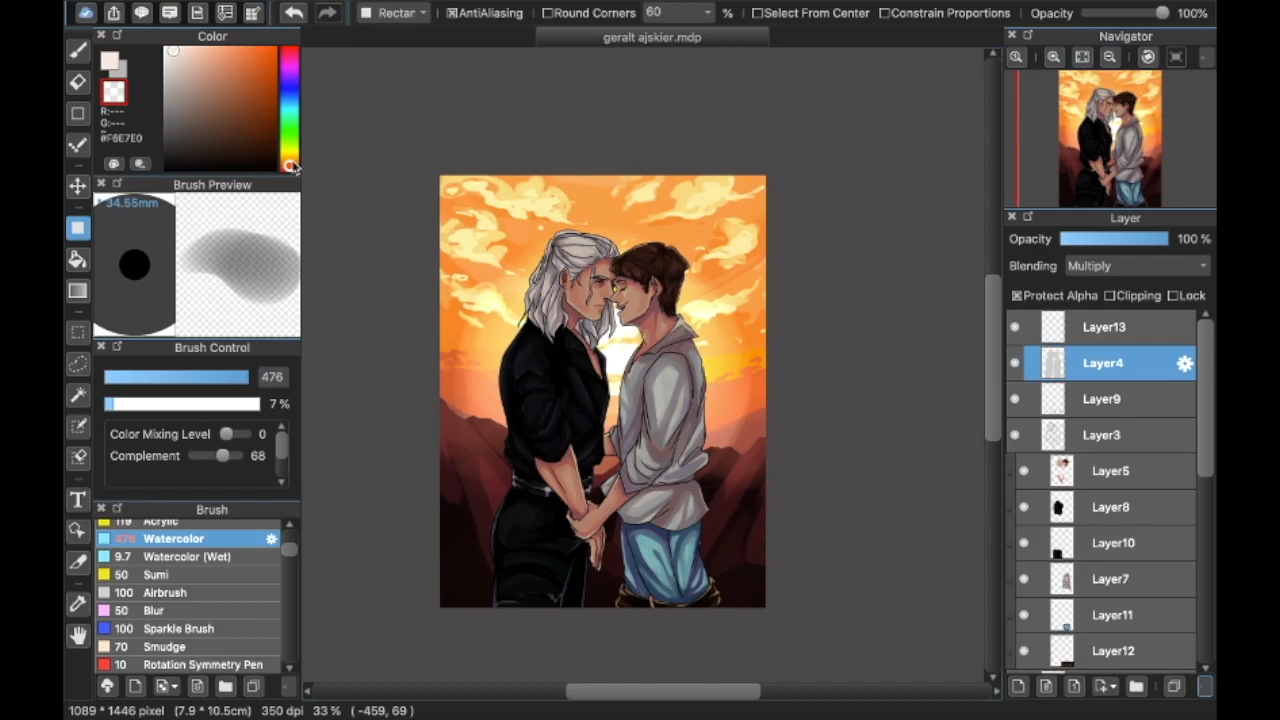 Rectar
AntiAliasing
Round Corners
60
%
Select From Center
Constrain Proportions
Opacity
100%
Color
geralt ajskier.mdp
Navigator
R:---
G:---
#F6E7E0
Brush Preview
34.55mm
Layer
Opacity
100 %
Blending
Multiply
Protect Alpha
Clipping
Lock
Brush Control
476
7 %
Color Mixing Level
0
Complement
68
Brush
119 Acrylic
476 Watercolor
9.7 Watercolor (Wet)
50 Sumi
100 Airbrush
50 Blur
100 Sparkle Brush
70 Smudge
10 Rotation Symmetry Pen
Layer13
Layer4
Layer9
Layer3
Layer5
Layer8
Layer10
Layer7
Layer11
Layer12
T
1089 * 1446 pixel (7.9 * 10.5cm) 350 dpi 33 % ( -459, 69 )